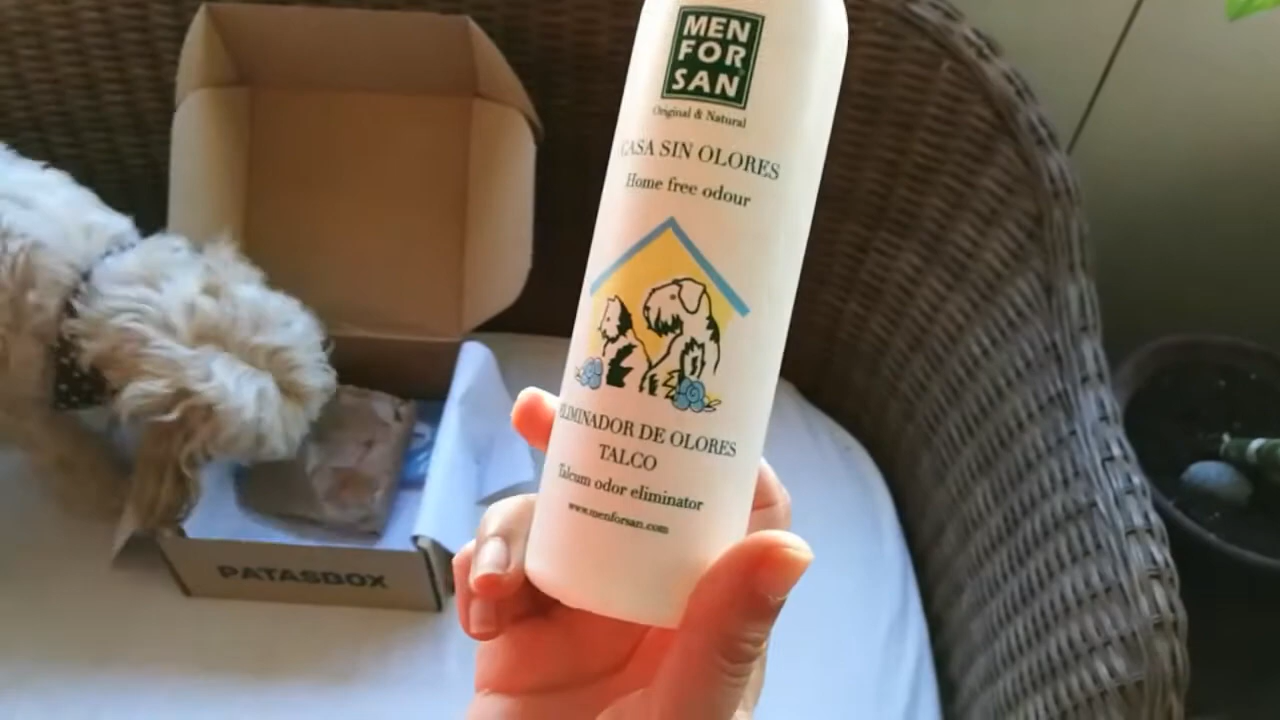 MEN
FOR
SAN
Original & Natural
CASA SIN OLORES
Home free odour
ELIMINADOR DE OLORES
TALCO
Talcum odor eliminator
www.menforsan.com
PATASBOX